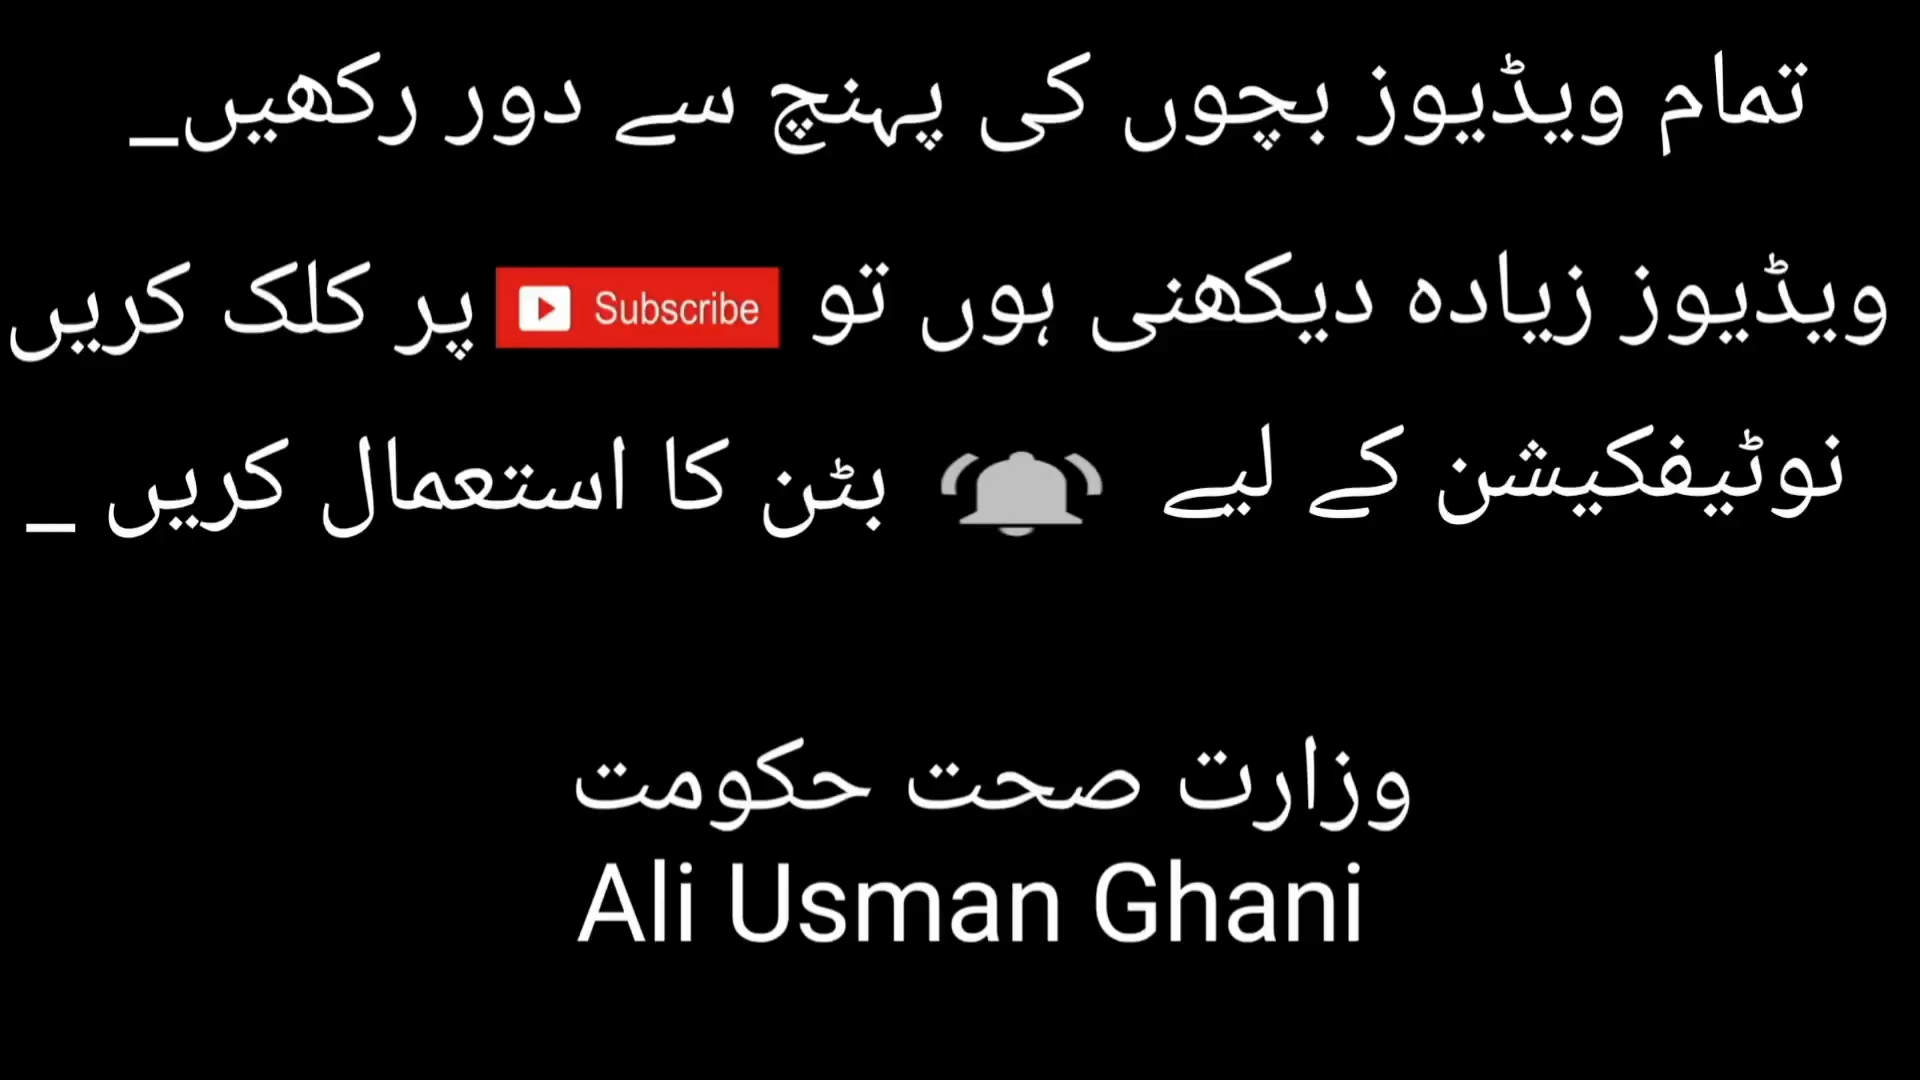 تمام ویڈیوز بچوں کی پہنچ سے دور رکھیں_
ویڈیوز زیادہ دیکھنی ہوں تو Subscribe پر کلک کریں
نوٹیفکیشن کے لیے بٹن کا استعمال کریں _
وزارت صحت حکومت
Ali Usman Ghani